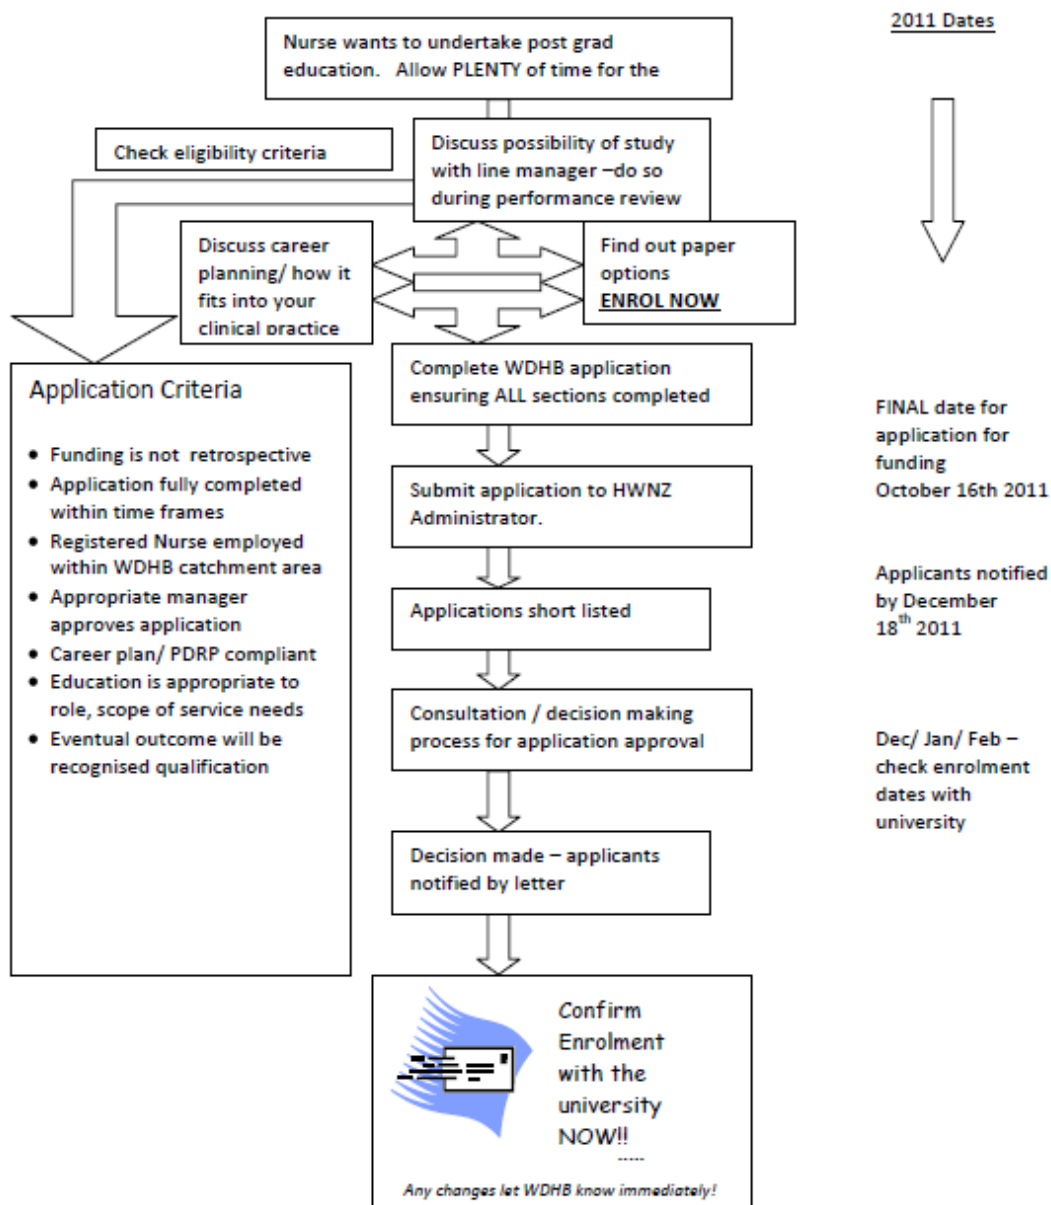 2011 Dates
Nurse wants to undertake post grad
education.   Allow PLENTY of time for the
Check eligibility criteria
Discuss possibility of study
with line manager –do so
during performance review
Discuss career
planning/ how it
fits into your
clinical practice
Find out paper
options
ENROL NOW
Application Criteria
• Funding is not  retrospective
• Application fully completed
within time frames
• Registered Nurse employed
within WDHB catchment area
• Appropriate manager
approves application
• Career plan/ PDRP compliant
• Education is appropriate to
role, scope of service needs
• Eventual outcome will be
recognised qualification
Complete WDHB application
ensuring ALL sections completed
Submit application to HWNZ
Administrator.
Applications short listed
Consultation / decision making
process for application approval
Decision made – applicants
notified by letter
Confirm
Enrolment
with the
university
NOW!!
Any changes let WDHB know immediately!
FINAL date for
application for
funding
October 16th 2011
Applicants notified
by December
18th 2011
Dec/ Jan/ Feb –
check enrolment
dates with
university